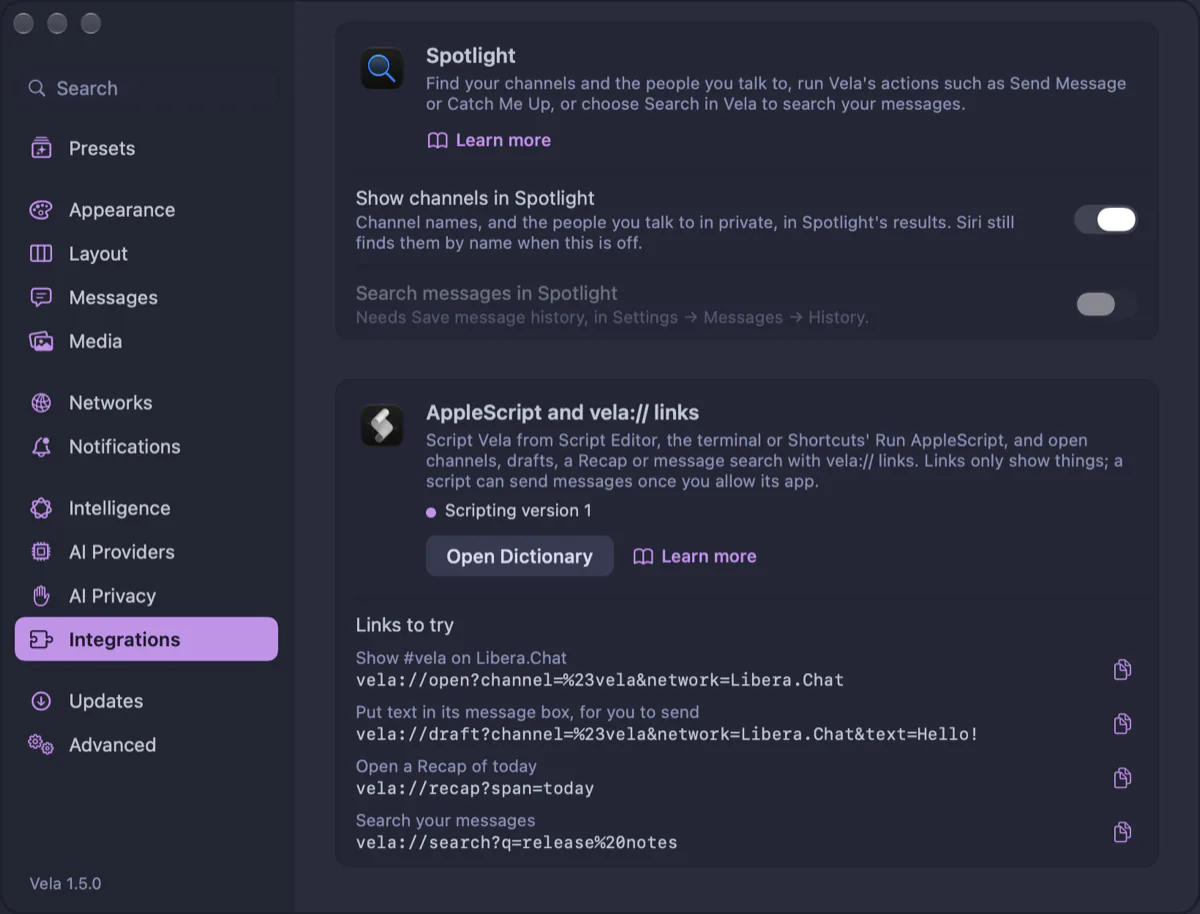 Search
Presets
Appearance
Layout
Messages
Media
Networks
Notifications
Intelligence
AI Providers
AI Privacy
Integrations
Updates
Advanced
Vela 1.5.0
Spotlight
Find your channels and the people you talk to, run Vela's actions such as Send Message
or Catch Me Up, or choose Search in Vela to search your messages.
Learn more
Show channels in Spotlight
Channel names, and the people you talk to in private, in Spotlight's results. Siri still
finds them by name when this is off.
Search messages in Spotlight
Needs Save message history, in Settings → Messages → History.
AppleScript and vela:// links
Script Vela from Script Editor, the terminal or Shortcuts' Run AppleScript, and open
channels, drafts, a Recap or message search with vela:// links. Links only show things; a
script can send messages once you allow its app.
Scripting version 1
Open Dictionary
Learn more
Links to try
Show #vela on Libera.Chat
vela://open?channel=%23vela&network=Libera.Chat
Put text in its message box, for you to send
vela://draft?channel=%23vela&network=Libera.Chat&text=Hello!
Open a Recap of today
vela://recap?span=today
Search your messages
vela://search?q=release%20notes